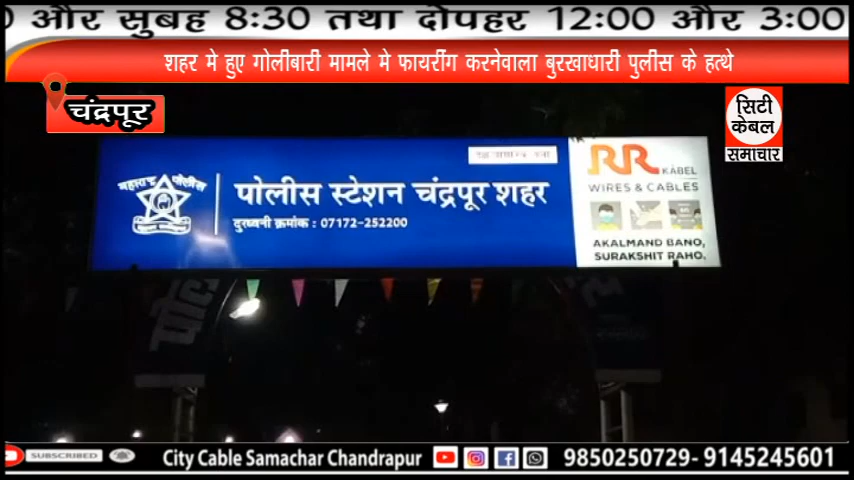 0 और सुबह 8:30 तथा दोपहर 12:00 और 3:00
शहर मे हुए गोलीबारी मामले मे फायरींग करनेवाला बुरखाधारी पुलीस के हत्थे
चंद्रपूर
सिटी
केबल
समाचार
महाराष्ट्र पोलीस
पोलीस स्टेशन चंद्रपूर शहर
दुरध्वनी क्रमांक : 07172-252200
RR KABEL
WIRES & CABLES
AKALMAND BANO,
SURAKSHIT RAHO.
SUBSCRIBED
City Cable Samachar Chandrapur
9850250729- 9145245601